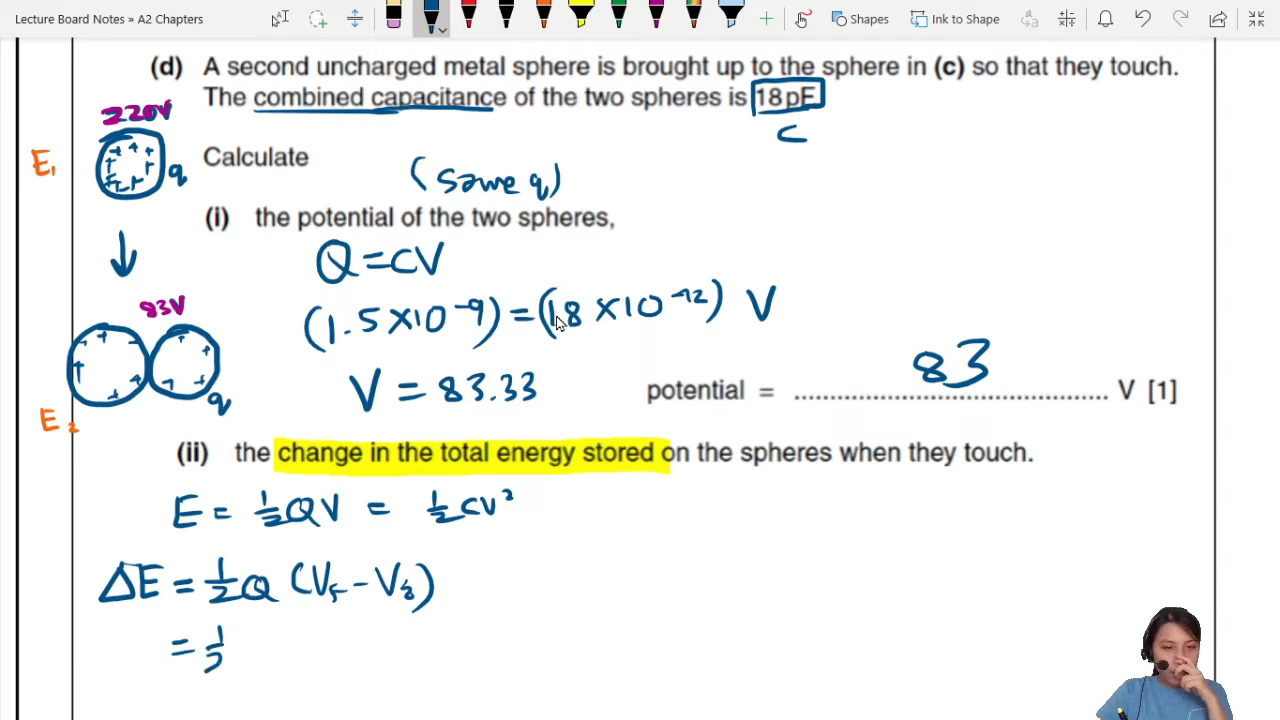 Lecture Board Notes » A2 Chapters
Shapes
Ink to Shape
(d) A second uncharged metal sphere is brought up to the sphere in (c) so that they touch.
The combined capacitance of the two spheres is 18pF.
C
220V
E₁
q
Calculate
(same q)
(i) the potential of the two spheres,
Q = CV
(1.5 × 10⁻⁹) = (18 × 10⁻¹²) V
83V
V = 83.33
q
E₂
potential = 83 V [1]
(ii) the change in the total energy stored on the spheres when they touch.
E = ½QV = ½CV²
ΔE = ½Q (Vf − Vi)
= ½